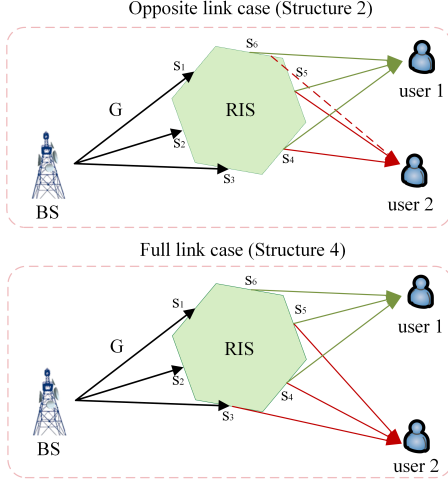 Opposite link case (Structure 2)
S6
S1
S5
G
RIS
user 1
S2
S4
S3
BS
user 2
Full link case (Structure 4)
S6
S1
S5
user 1
G
RIS
S2
S4
S3
BS
user 2